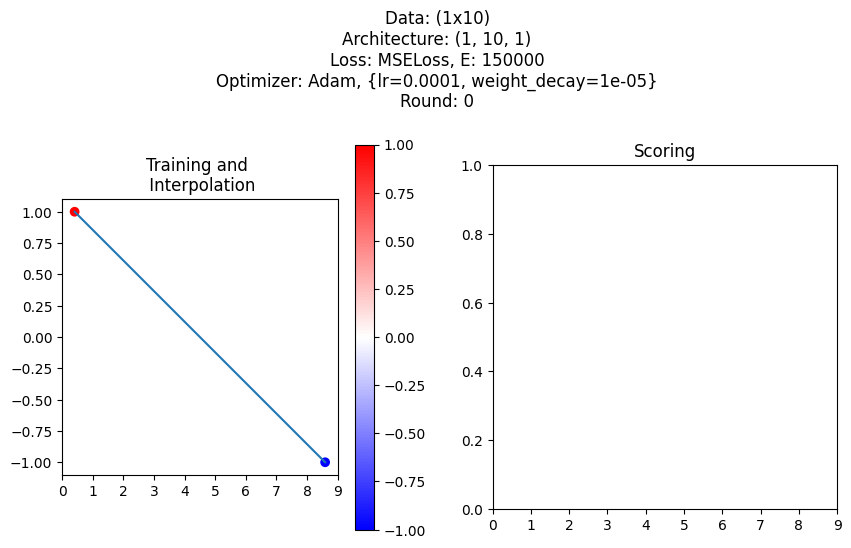 Data: (1x10)
Architecture: (1, 10, 1)
Loss: MSELoss, E: 150000
Optimizer: Adam, {lr=0.0001, weight_decay=1e-05}
Round: 0
Training and
Interpolation
1.00
0.75
0.50
0.25
0.00
−0.25
−0.50
−0.75
−1.00
0 1 2 3 4 5 6 7 8 9
1.00
0.75
0.50
0.25
0.00
−0.25
−0.50
−0.75
−1.00
Scoring
1.0
0.8
0.6
0.4
0.2
0.0
0 1 2 3 4 5 6 7 8 9